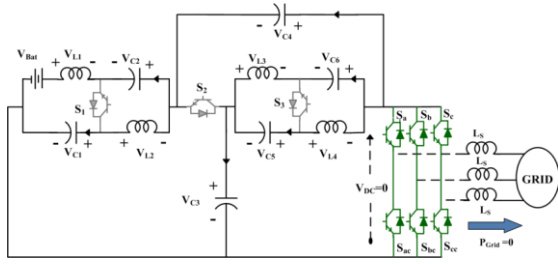 - V_C4 +
V_Bat
+ V_L1 -
- V_C2 +
S_1
- V_C1 +
+ V_L2 -
S_2
+ V_L3 -
- V_C6 +
S_3
- V_C5 +
+ V_L4 -
+
V_C3
-
S_a S_b S_c
V_DC=0
S_ac S_bc S_cc
L_S
L_S
L_S
GRID
P_Grid =0